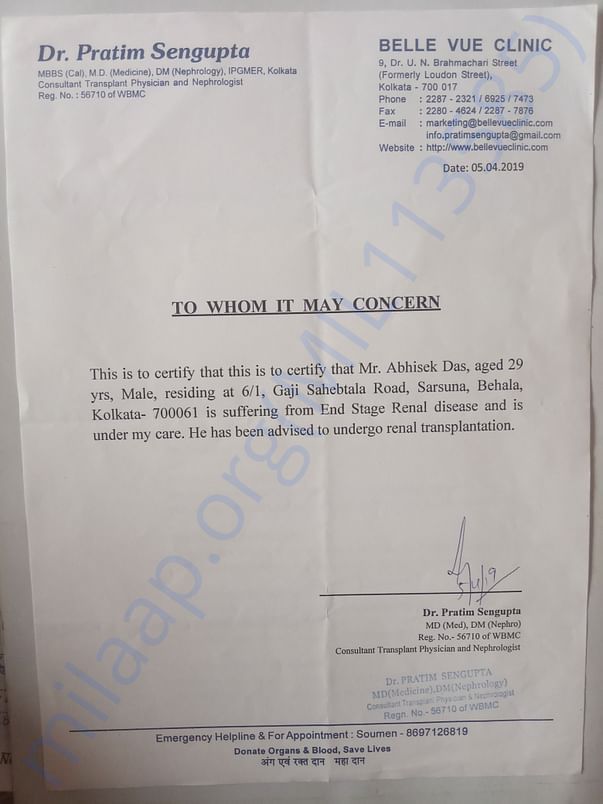 Dr. Pratim Sengupta
MBBS (Cal), M.D. (Medicine), DM (Nephrology), IPGMER, Kolkata
Consultant Transplant Physician and Nephrologist
Reg. No. : 56710 of WBMC
BELLE VUE CLINIC
9, Dr. U. N. Brahmachari Street
(Formerly Loudon Street),
Kolkata - 700 017
Phone : 2287 - 2321 / 6925 / 7473
Fax : 2280 - 4624 / 2287 - 7876
E-mail : marketing@bellevueclinic.com
info.pratimsengupta@gmail.com
Website : http://www.bellevueclinic.com
Date: 05.04.2019
TO WHOM IT MAY CONCERN
This is to certify that this is to certify that Mr. Abhisek Das, aged 29
yrs, Male, residing at 6/1, Gaji Sahebtala Road, Sarsuna, Behala,
Kolkata- 700061 is suffering from End Stage Renal disease and is
under my care. He has been advised to undergo renal transplantation.
5/4/19
Dr. Pratim Sengupta
MD (Med), DM (Nephro)
Reg. No.- 56710 of WBMC
Consultant Transplant Physician and Nephrologist
Dr. PRATIM SENGUPTA
MD(Medicine),DM(Nephrology)
Consultant Transplant Physician & Nephrologist
Regn. No.- 56710 of WBMC
Emergency Helpline & For Appointment : Soumen - 8697126819
Donate Organs & Blood, Save Lives
अंग एवं रक्त दान महा दान